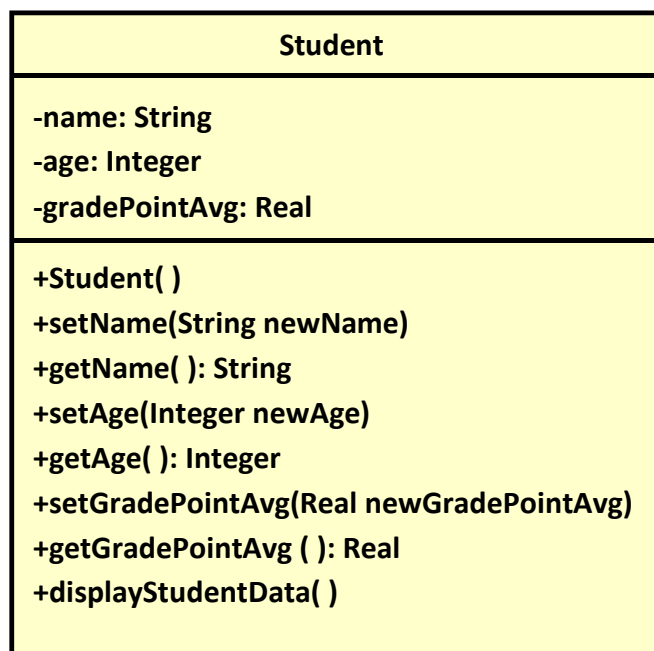 Student
-name: String
-age: Integer
-gradePointAvg: Real
+Student( )
+setName(String newName)
+getName( ): String
+setAge(Integer newAge)
+getAge( ): Integer
+setGradePointAvg(Real newGradePointAvg)
+getGradePointAvg ( ): Real
+displayStudentData( )